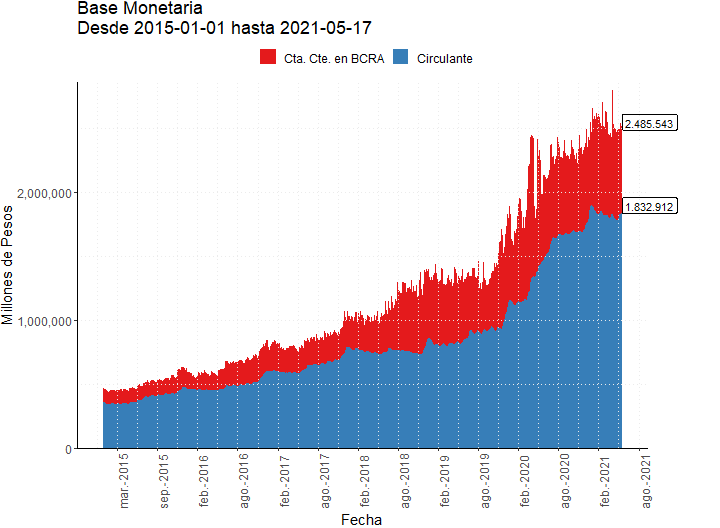 Base Monetaria
Desde 2015-01-01 hasta 2021-05-17
Cta. Cte. en BCRA
Circulante
Millones de Pesos
2,000,000
1,000,000
0
2.485.543
1.832.912
mar.-2015
sep.-2015
feb.-2016
ago.-2016
feb.-2017
ago.-2017
feb.-2018
ago.-2018
feb.-2019
ago.-2019
feb.-2020
ago.-2020
feb.-2021
ago.-2021
Fecha